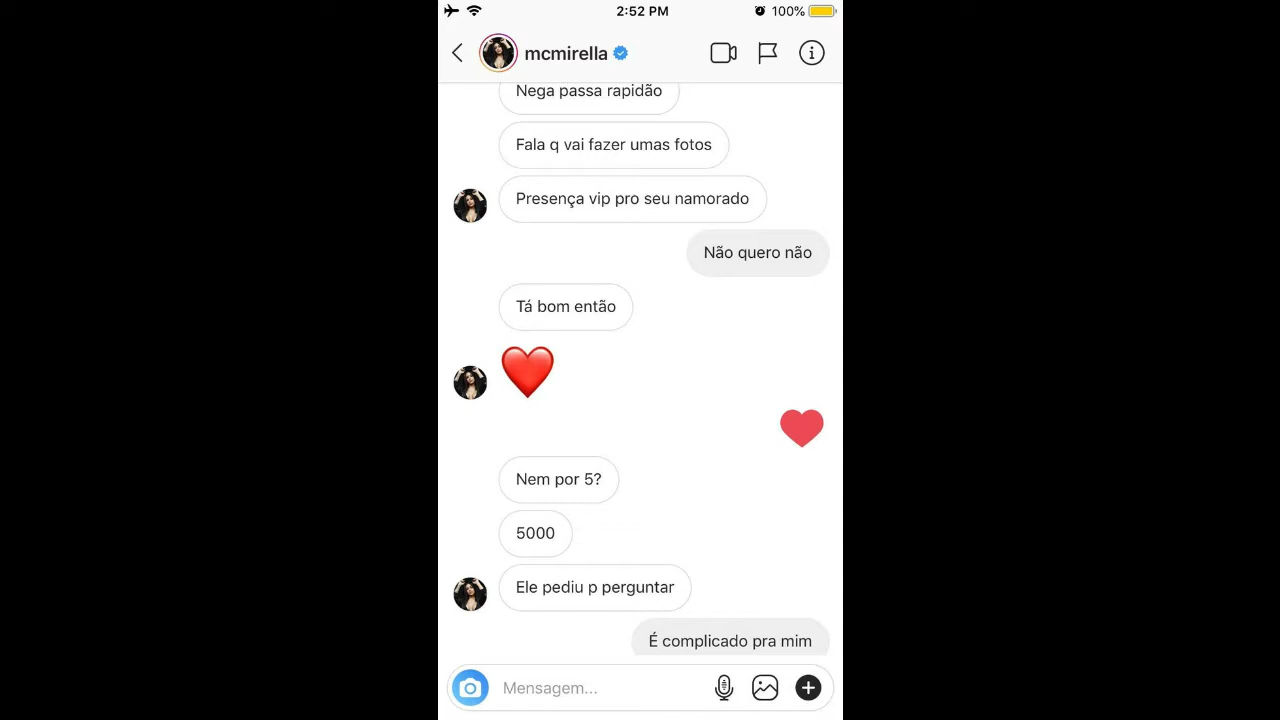 2:52 PM
100%
mcmirella
Nega passa rapidão
Fala q vai fazer umas fotos
Presença vip pro seu namorado
Não quero não
Tá bom então
Nem por 5?
5000
Ele pediu p perguntar
É complicado pra mim
Mensagem...